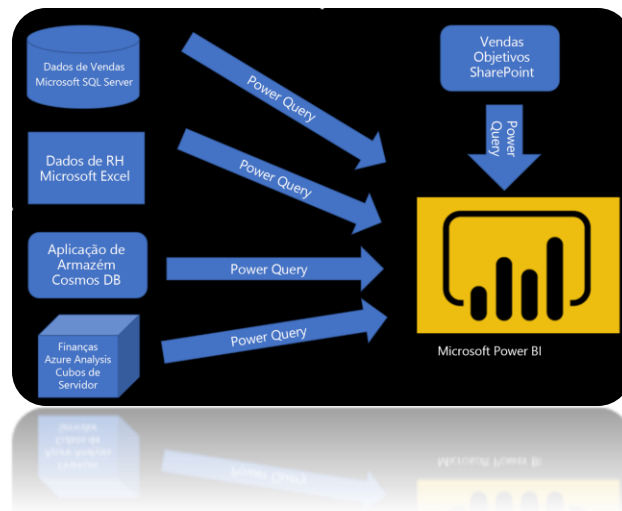 Dados de Vendas
Microsoft SQL Server
Power Query
Vendas
Objetivos
SharePoint
Power
Query
Dados de RH
Microsoft Excel
Power Query
Aplicação de
Armazém
Cosmos DB
Power Query
Finanças
Azure Analysis
Cubos de
Servidor
Power Query
Microsoft Power BI